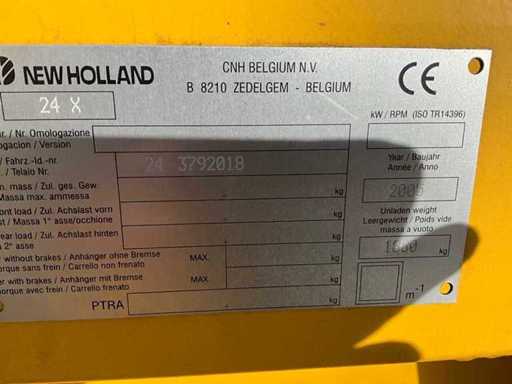 NEW HOLLAND
CNH BELGIUM N.V.
B 8210 ZEDELGEM - BELGIUM
CE
24 X
kW / RPM (ISO TR14396)
r. / Nr. Omologazione
ogacion / Version
/ Fahrz.-Id.-nr.
/ Telaio Nr.
24 3792018
Year / Baujahr
Année / Anno
2005
n. mass / Zul. ges. Gew.
Massa max. ammessa
kg
ont load / Zul. Achslast vorn
st / Massa 1° asse/occhione
kg
Unladen weight
Leergewicht / Poids vide
massa a vuoto
ear load / Zul. Achslast hinten
2° asse
kg
kg
r without brakes / Anhänger ohne Bremse
orque sans frein / Carrello non frenato
MAX.
kg
er with brakes / Anhänger mit Bremse
orque avec frein / Carrello frenato
MAX.
kg
PTRA
kg
m-1